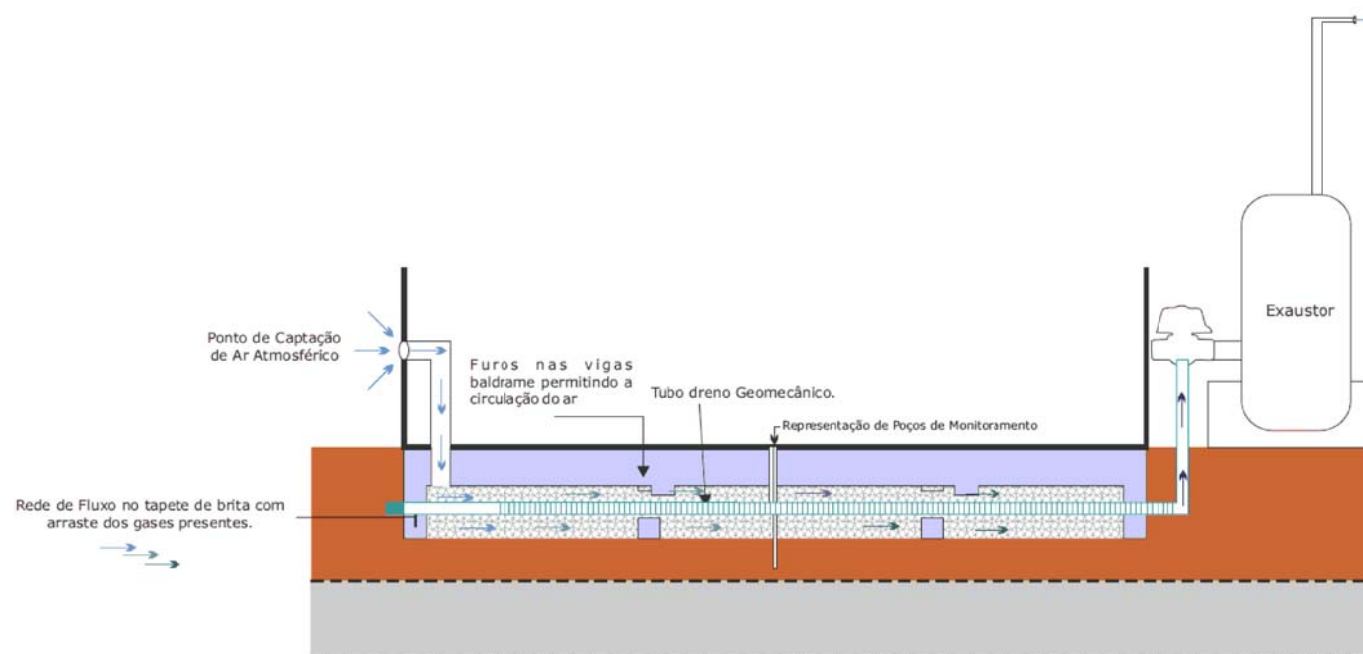 Exaustor
Ponto de Captação
de Ar Atmosférico
Furos nas vigas
baldrame permitindo a
circulação do ar
Tubo dreno Geomecânico.
Representação de Poços de Monitoramento
Rede de Fluxo no tapete de brita com
arraste dos gases presentes.